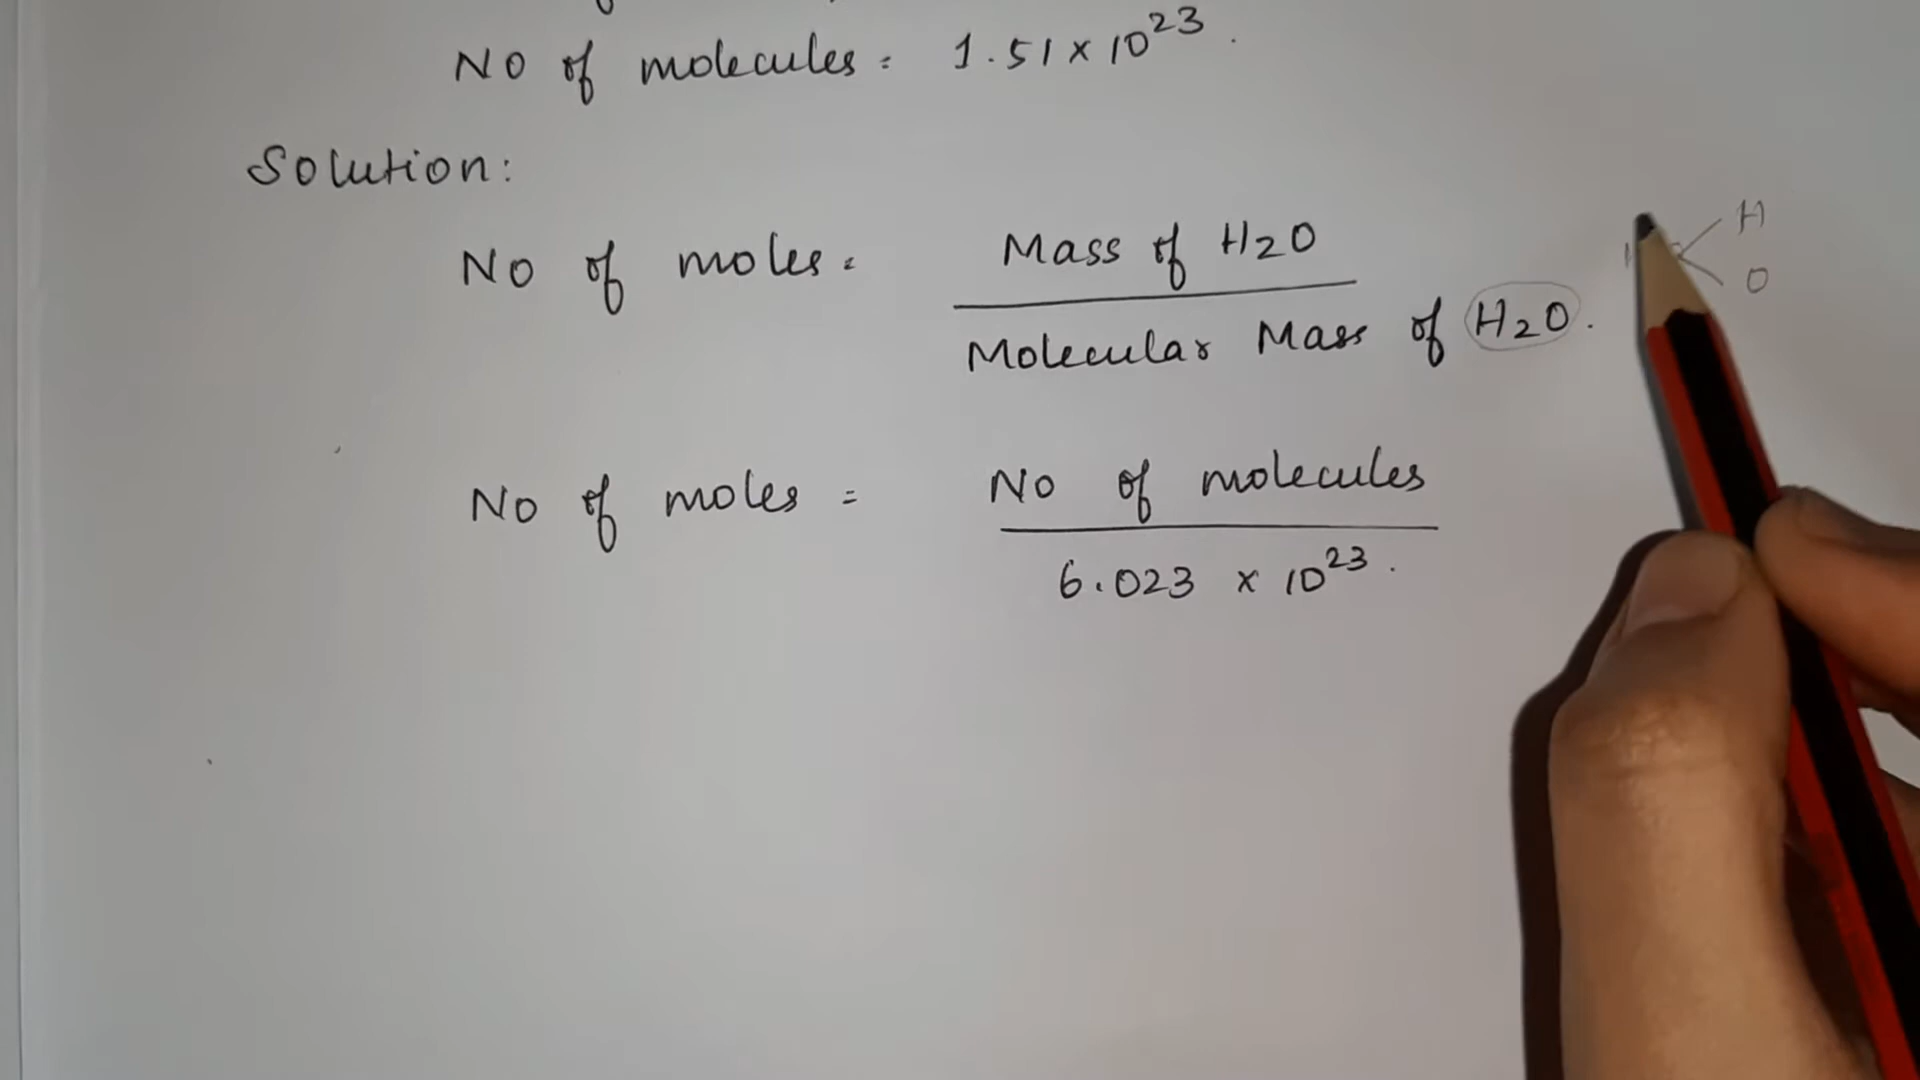 No of molecules = 1.51 x 10^23.
Solution:
No of moles = Mass of H2O / Molecular Mass of H2O.
H
O
No of moles = No of molecules / 6.023 x 10^23.